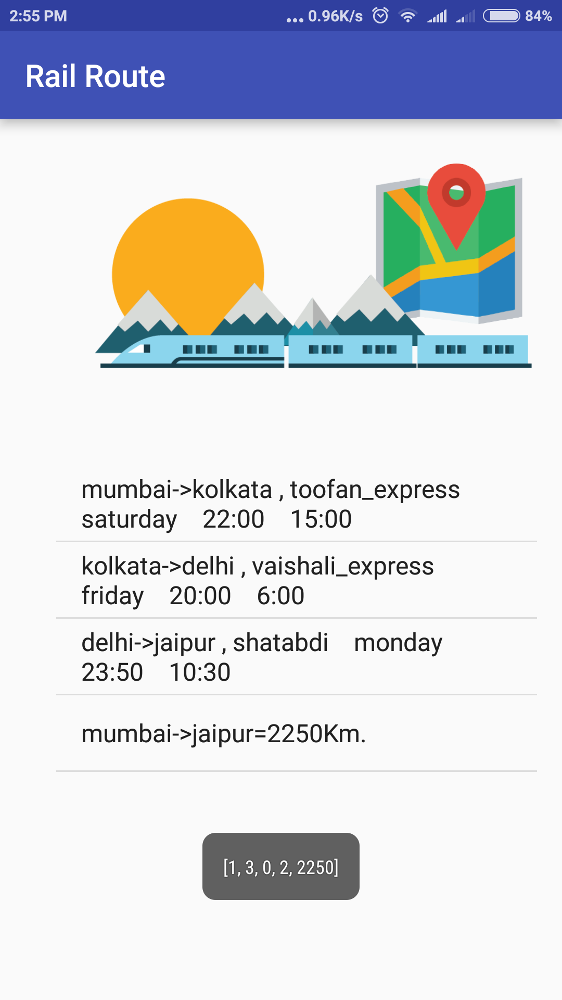 2:55 PM ... 0.96K/s 84%
Rail Route
mumbai->kolkata , toofan_express
saturday 22:00 15:00
kolkata->delhi , vaishali_express
friday 20:00 6:00
delhi->jaipur , shatabdi monday
23:50 10:30
mumbai->jaipur=2250Km.
[1, 3, 0, 2, 2250]